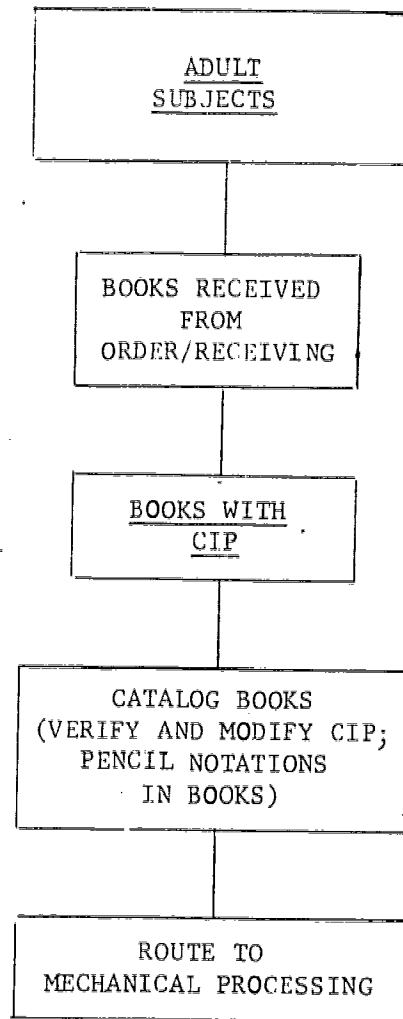 ADULT
SUBJECTS
BOOKS RECEIVED
FROM
ORDER/RECEIVING
BOOKS WITH
CIP
CATALOG BOOKS
(VERIFY AND MODIFY CIP;
PENCIL NOTATIONS
IN BOOKS)
ROUTE TO
MECHANICAL PROCESSING